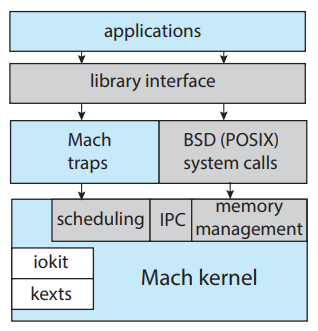 applications
library interface
Mach
traps
BSD (POSIX)
system calls
scheduling
IPC
memory
management
iokit
kexts
Mach kernel